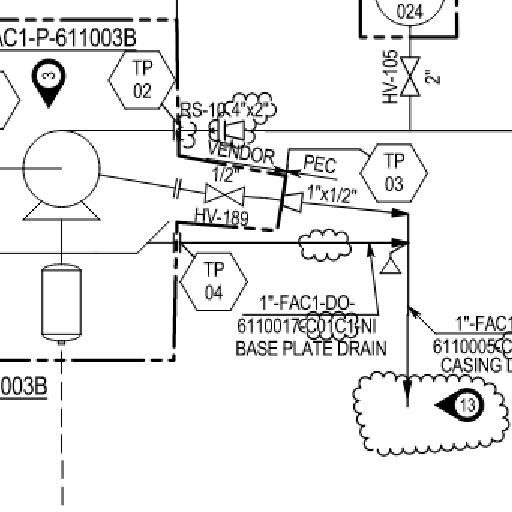 024
AC1-P-611003B
HV-105
2"
3
TP
02
RS-10
4"x2"
VENDOR
PEC
TP
03
1/2"
1"x1/2"
HV-189
TP
04
1"-FAC1-DO-
6110017-C01C1-NI
BASE PLATE DRAIN
1"-FAC1
6110005-C
CASING D
003B
13